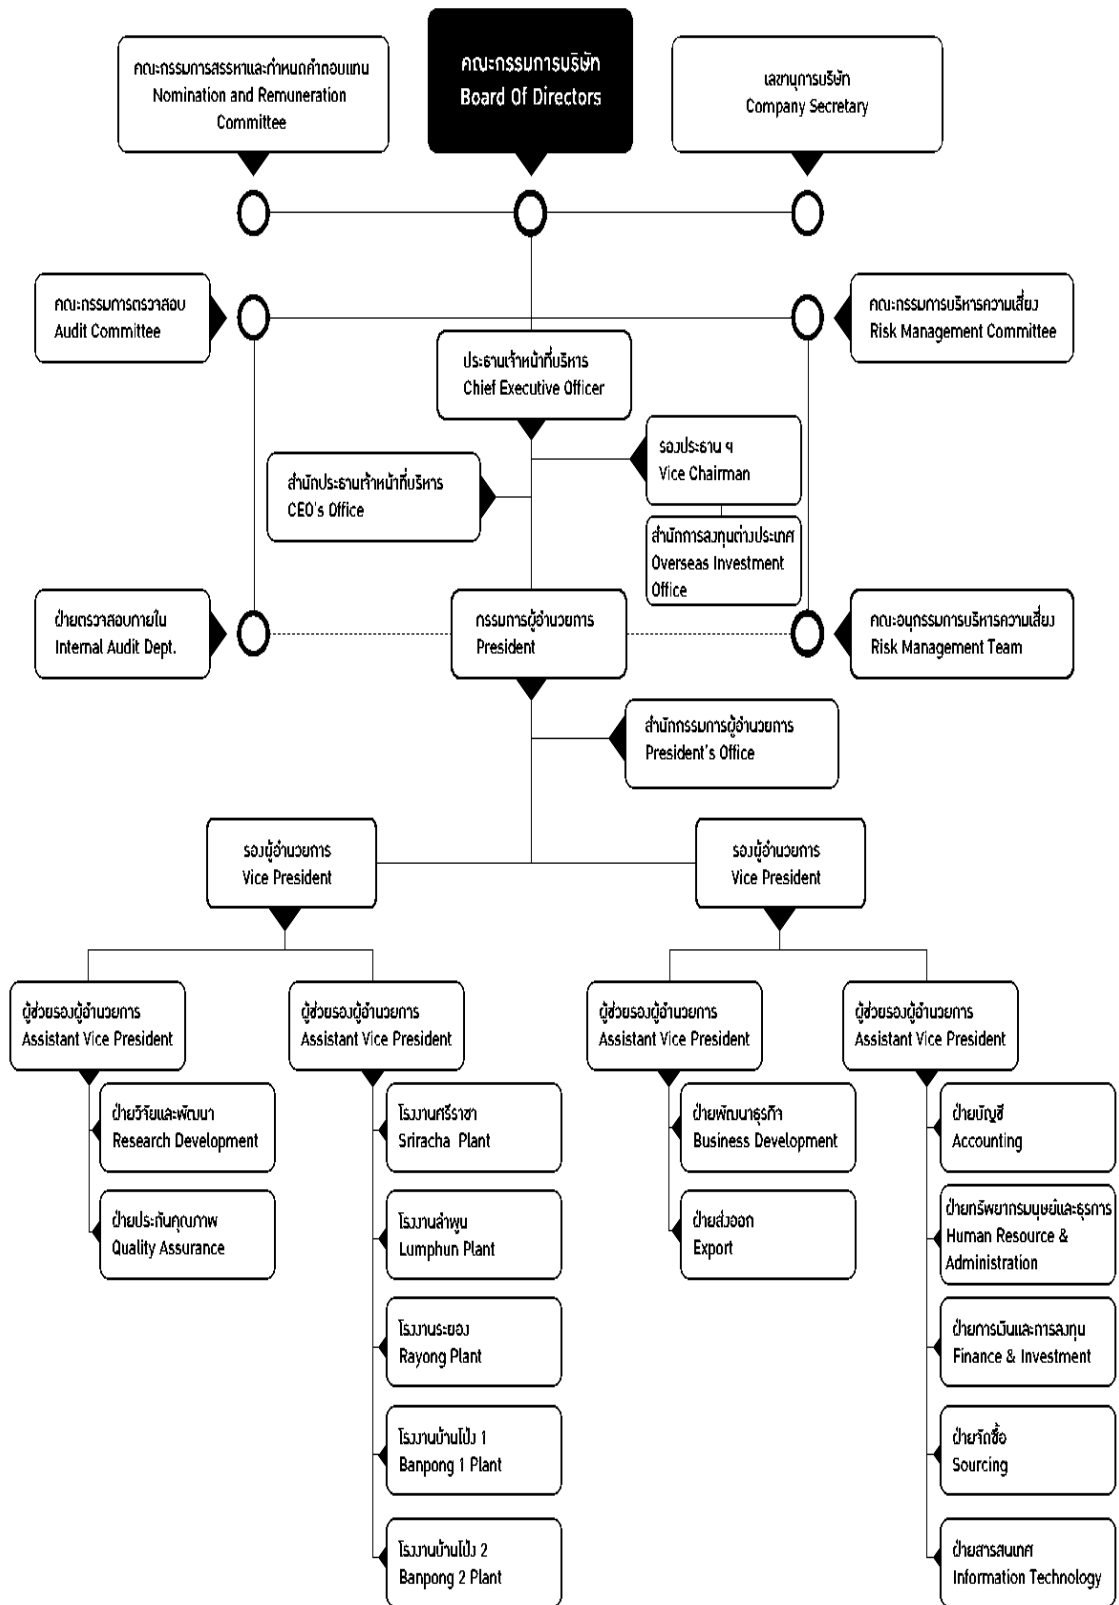 คณะกรรมการสรรหาและกำหนดค่าตอบแทน
Nomination and Remuneration
Committee
คณะกรรมการบริษัท
Board Of Directors
เลขานุการบริษัท
Company Secretary
คณะกรรมการตรวจสอบ
Audit Committee
คณะกรรมการบริหารความเสี่ยง
Risk Management Committee
ประธานเจ้าหน้าที่บริหาร
Chief Executive Officer
รองประธาน ฯ
Vice Chairman
สำนักประธานเจ้าหน้าที่บริหาร
CEO's Office
สำนักการลงทุนต่างประเทศ
Overseas Investment
Office
ฝ่ายตรวจสอบภายใน
Internal Audit Dept.
กรรมการผู้อำนวยการ
President
คณะอนุกรรมการบริหารความเสี่ยง
Risk Management Team
สำนักกรรมการผู้อำนวยการ
President's Office
รองผู้อำนวยการ
Vice President
รองผู้อำนวยการ
Vice President
ผู้ช่วยรองผู้อำนวยการ
Assistant Vice President
ฝ่ายวิจัยและพัฒนา
Research Development
ฝ่ายประกันคุณภาพ
Quality Assurance
ผู้ช่วยรองผู้อำนวยการ
Assistant Vice President
โรงงานศรีราชา
Sriracha Plant
โรงงานลำพูน
Lumphun Plant
โรงงานระยอง
Rayong Plant
โรงงานบ้านโป่ง 1
Banpong 1 Plant
โรงงานบ้านโป่ง 2
Banpong 2 Plant
ผู้ช่วยรองผู้อำนวยการ
Assistant Vice President
ฝ่ายพัฒนาธุรกิจ
Business Development
ฝ่ายส่งออก
Export
ผู้ช่วยรองผู้อำนวยการ
Assistant Vice President
ฝ่ายบัญชี
Accounting
ฝ่ายทรัพยากรมนุษย์และธุรการ
Human Resource &
Administration
ฝ่ายการเงินและการลงทุน
Finance & Investment
ฝ่ายจัดซื้อ
Sourcing
ฝ่ายสารสนเทศ
Information Technology